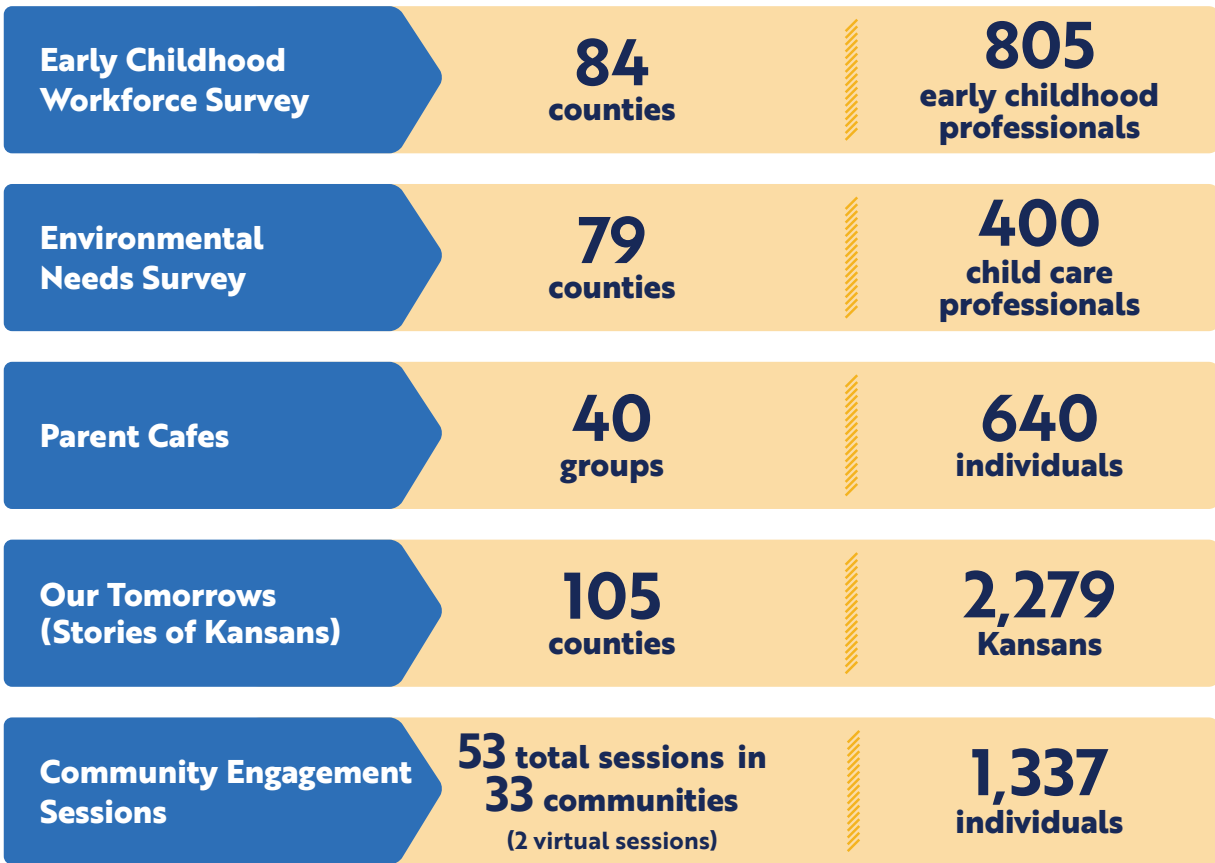 Early Childhood
Workforce Survey
84
counties
805
early childhood
professionals
Environmental
Needs Survey
79
counties
400
child care
professionals
Parent Cafes
40
groups
640
individuals
Our Tomorrows
(Stories of Kansans)
105
counties
2,279
Kansans
Community Engagement
Sessions
53 total sessions in
33 communities
(2 virtual sessions)
1,337
individuals